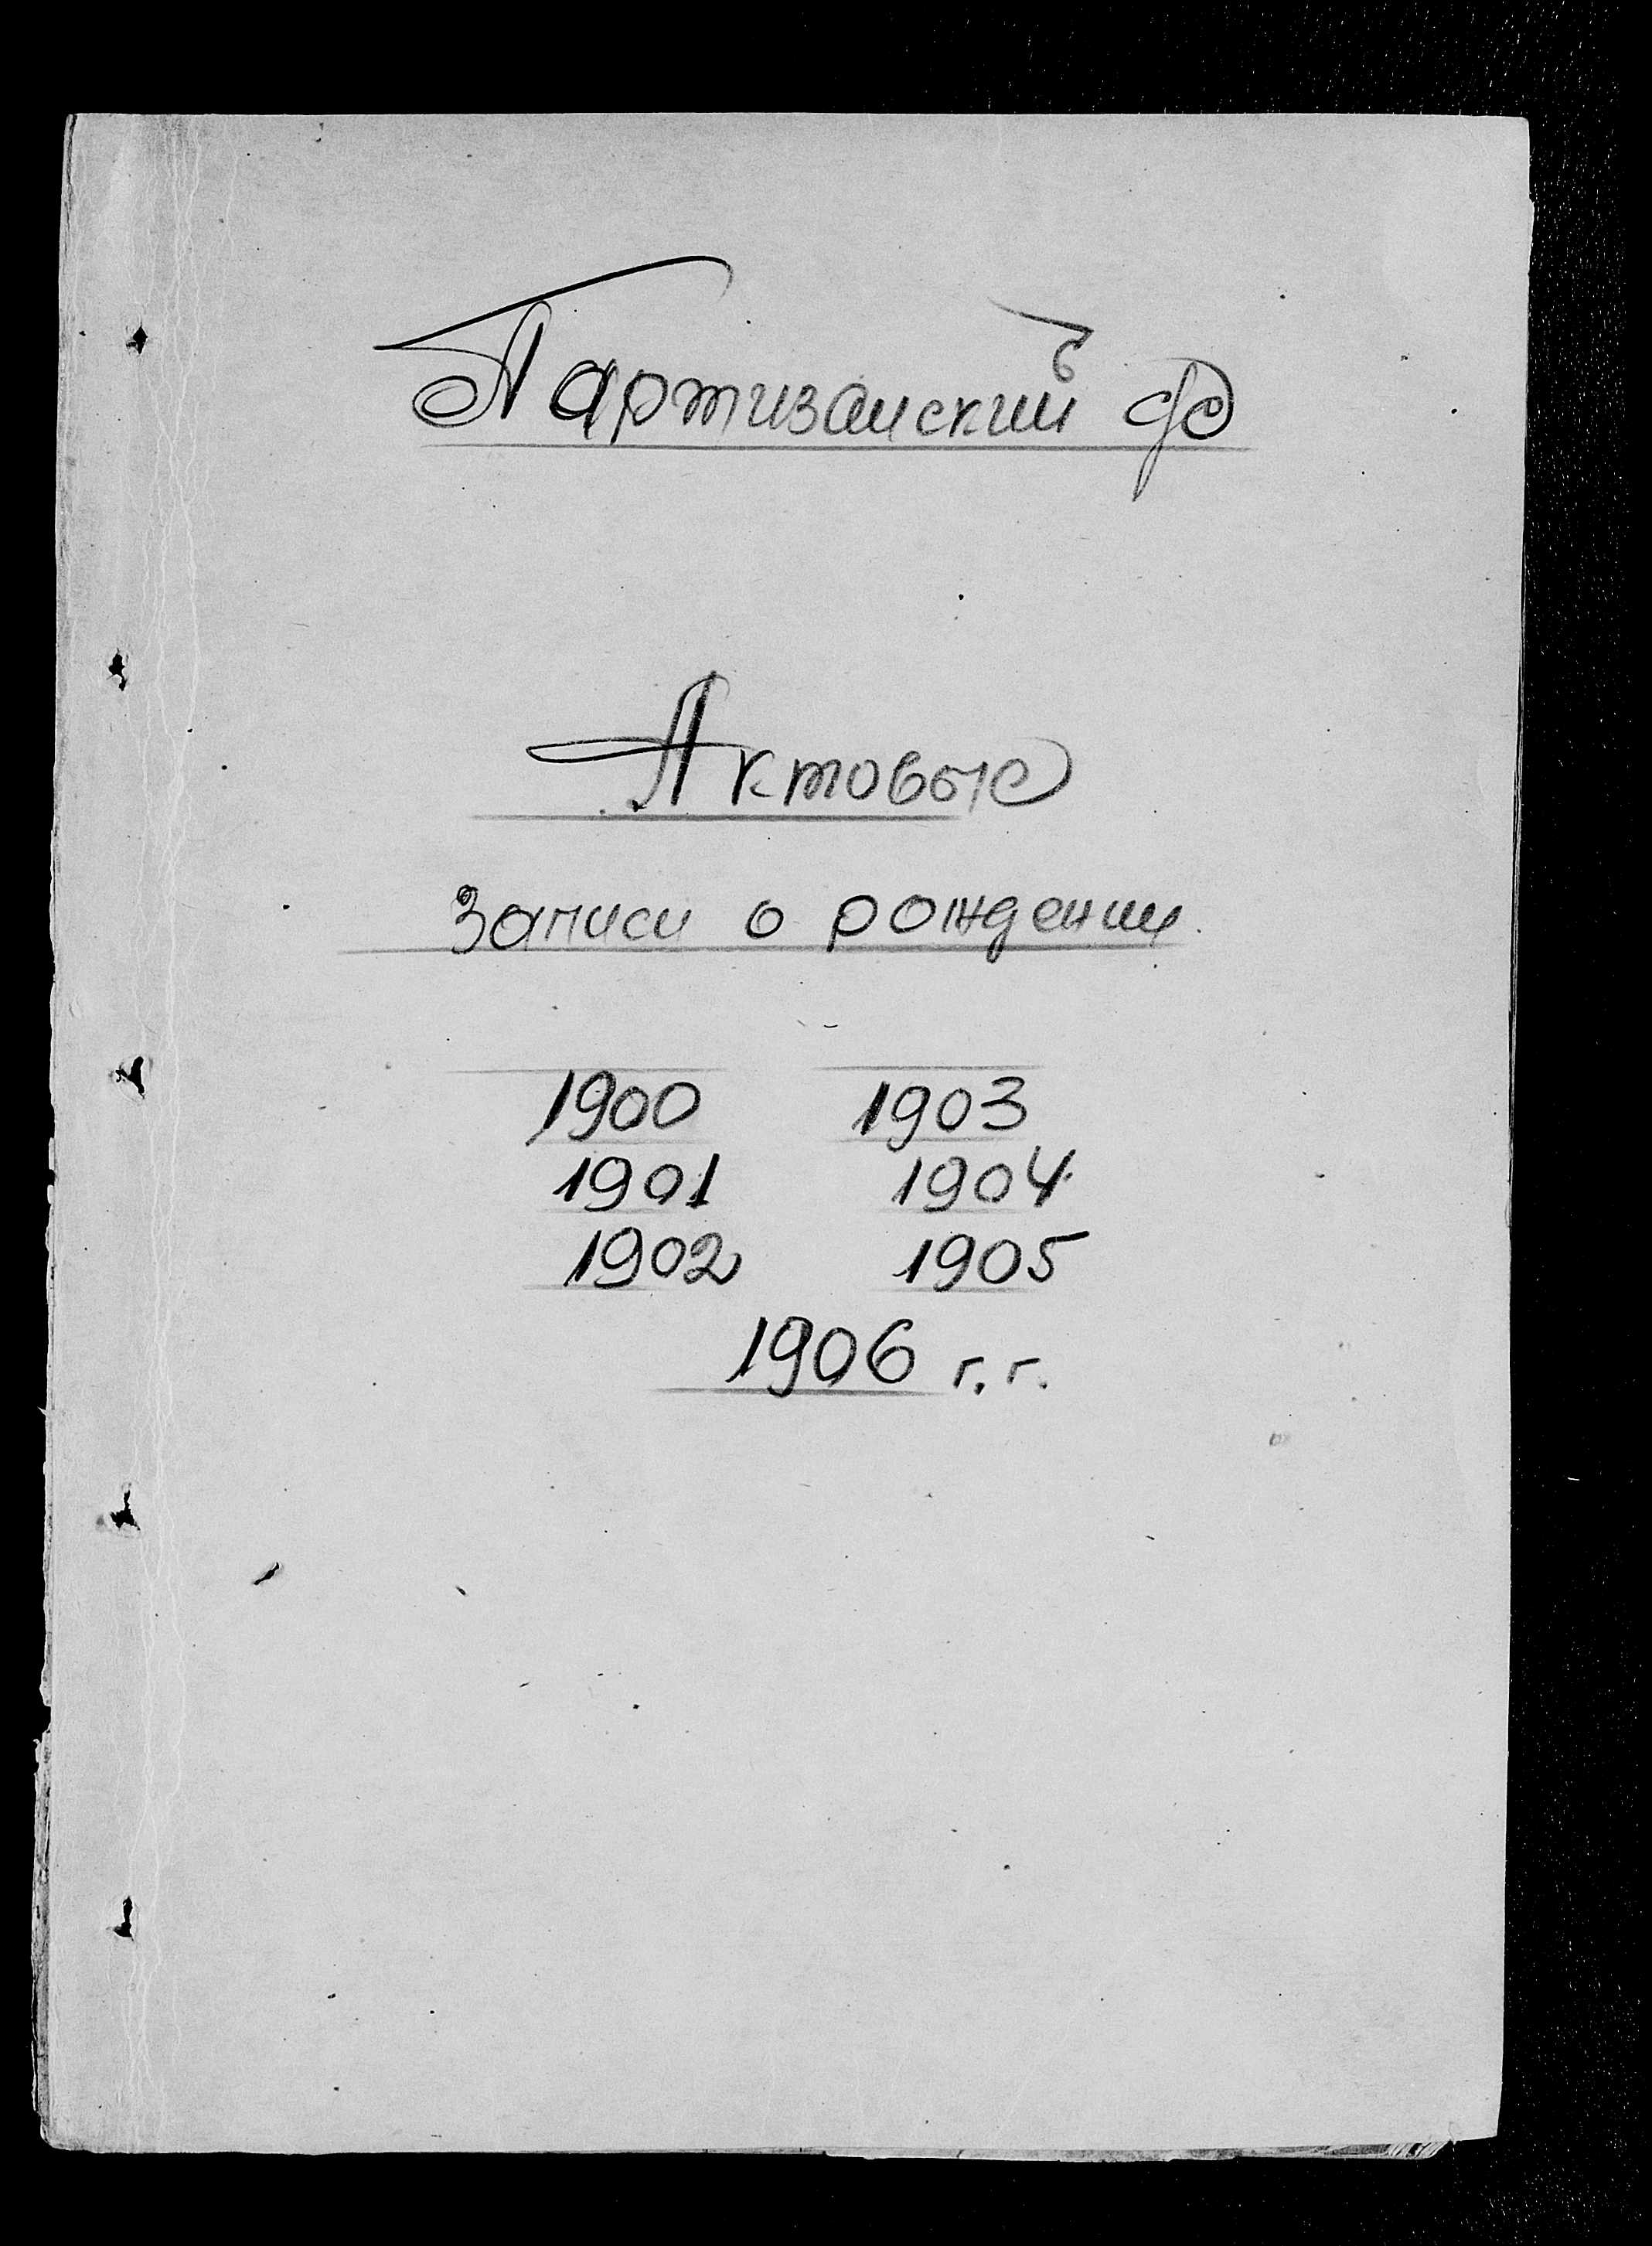 Партизанский
Актовые
Записи о рождении.
1900 1903
1901 1904
1902 1905
1906 г.г.